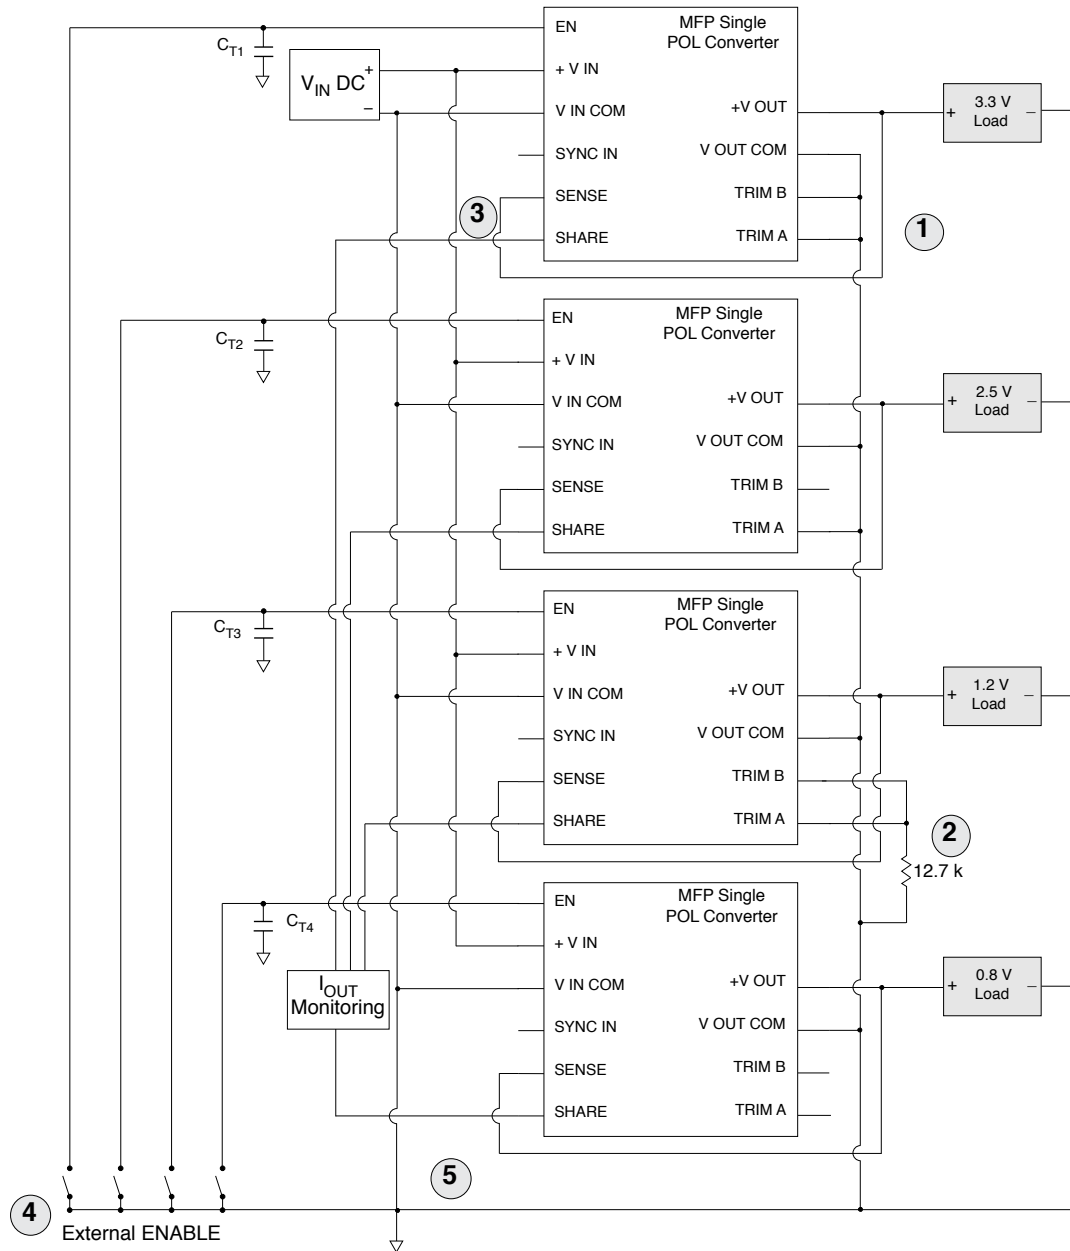 EN
MFP Single
POL Converter
C_T1
V_IN DC
+
−
+ V IN
V IN COM
+V OUT
+ 3.3 V −
Load
SYNC IN
V OUT COM
SENSE
TRIM B
3
1
SHARE
TRIM A
EN
MFP Single
POL Converter
C_T2
+ V IN
V IN COM
+V OUT
+ 2.5 V −
Load
SYNC IN
V OUT COM
SENSE
TRIM B
SHARE
TRIM A
EN
MFP Single
POL Converter
C_T3
+ V IN
V IN COM
+V OUT
+ 1.2 V −
Load
SYNC IN
V OUT COM
SENSE
TRIM B
SHARE
TRIM A
2
12.7 k
EN
MFP Single
POL Converter
C_T4
+ V IN
I_OUT
Monitoring
V IN COM
+V OUT
+ 0.8 V −
Load
SYNC IN
V OUT COM
SENSE
TRIM B
SHARE
TRIM A
5
4
External ENABLE